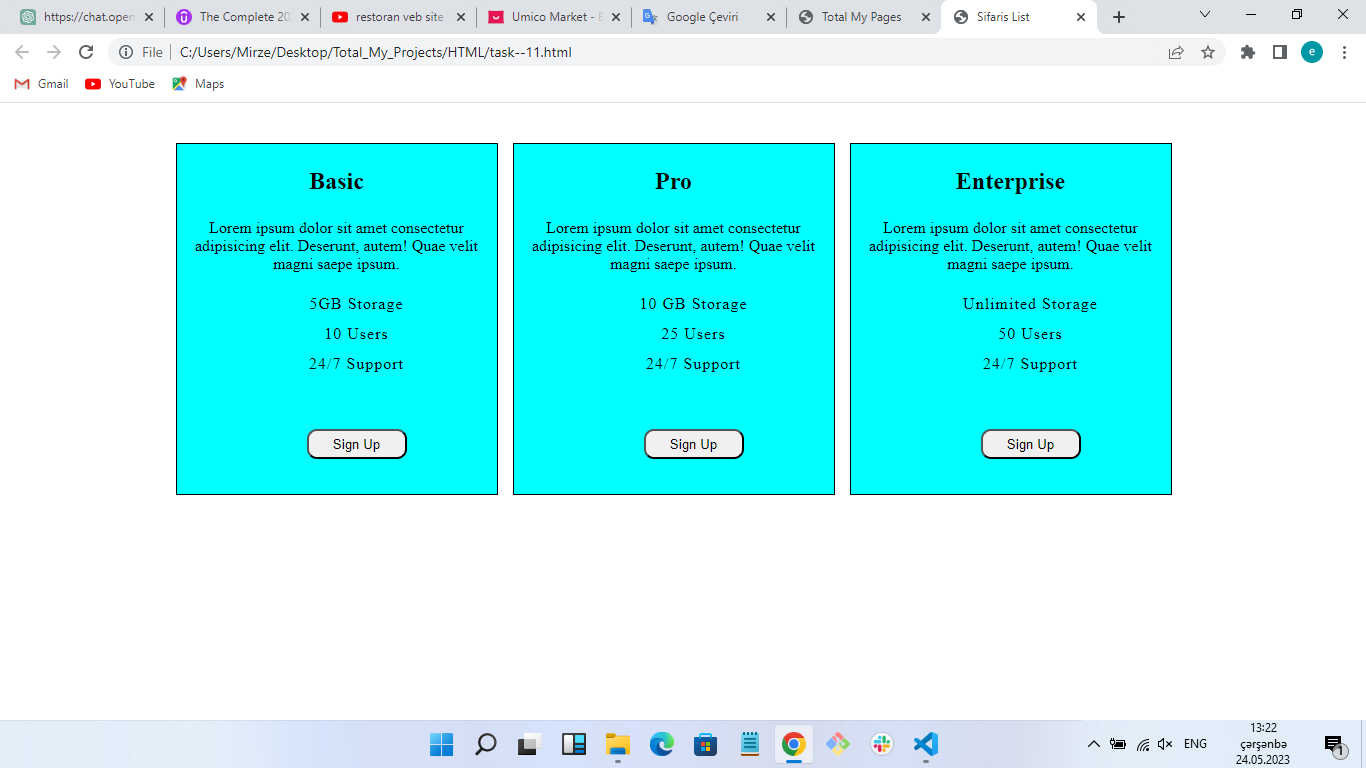 https://chat.open
The Complete 20
restoran veb site
Umico Market - E
Google Çeviri
Total My Pages
Sifaris List
File
C:/Users/Mirze/Desktop/Total_My_Projects/HTML/task--11.html
e
Gmail
YouTube
Maps
Basic
Lorem ipsum dolor sit amet consectetur
adipisicing elit. Deserunt, autem! Quae velit
magni saepe ipsum.
5GB Storage
10 Users
24/7 Support
Sign Up
Pro
Lorem ipsum dolor sit amet consectetur
adipisicing elit. Deserunt, autem! Quae velit
magni saepe ipsum.
10 GB Storage
25 Users
24/7 Support
Sign Up
Enterprise
Lorem ipsum dolor sit amet consectetur
adipisicing elit. Deserunt, autem! Quae velit
magni saepe ipsum.
Unlimited Storage
50 Users
24/7 Support
Sign Up
ENG
13:22
çərşənbə
24.05.2023
1